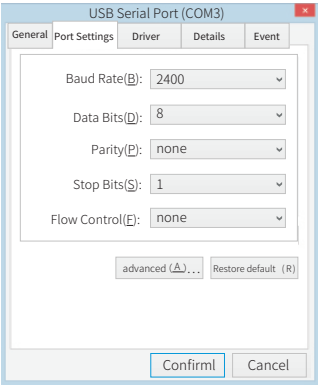 USB Serial Port (COM3)
General Port Settings Driver Details Event
Baud Rate(B): 2400
Data Bits(D): 8
Parity(P): none
Stop Bits(S): 1
Flow Control(F): none
advanced (A)... Restore default (R)
Confirml Cancel